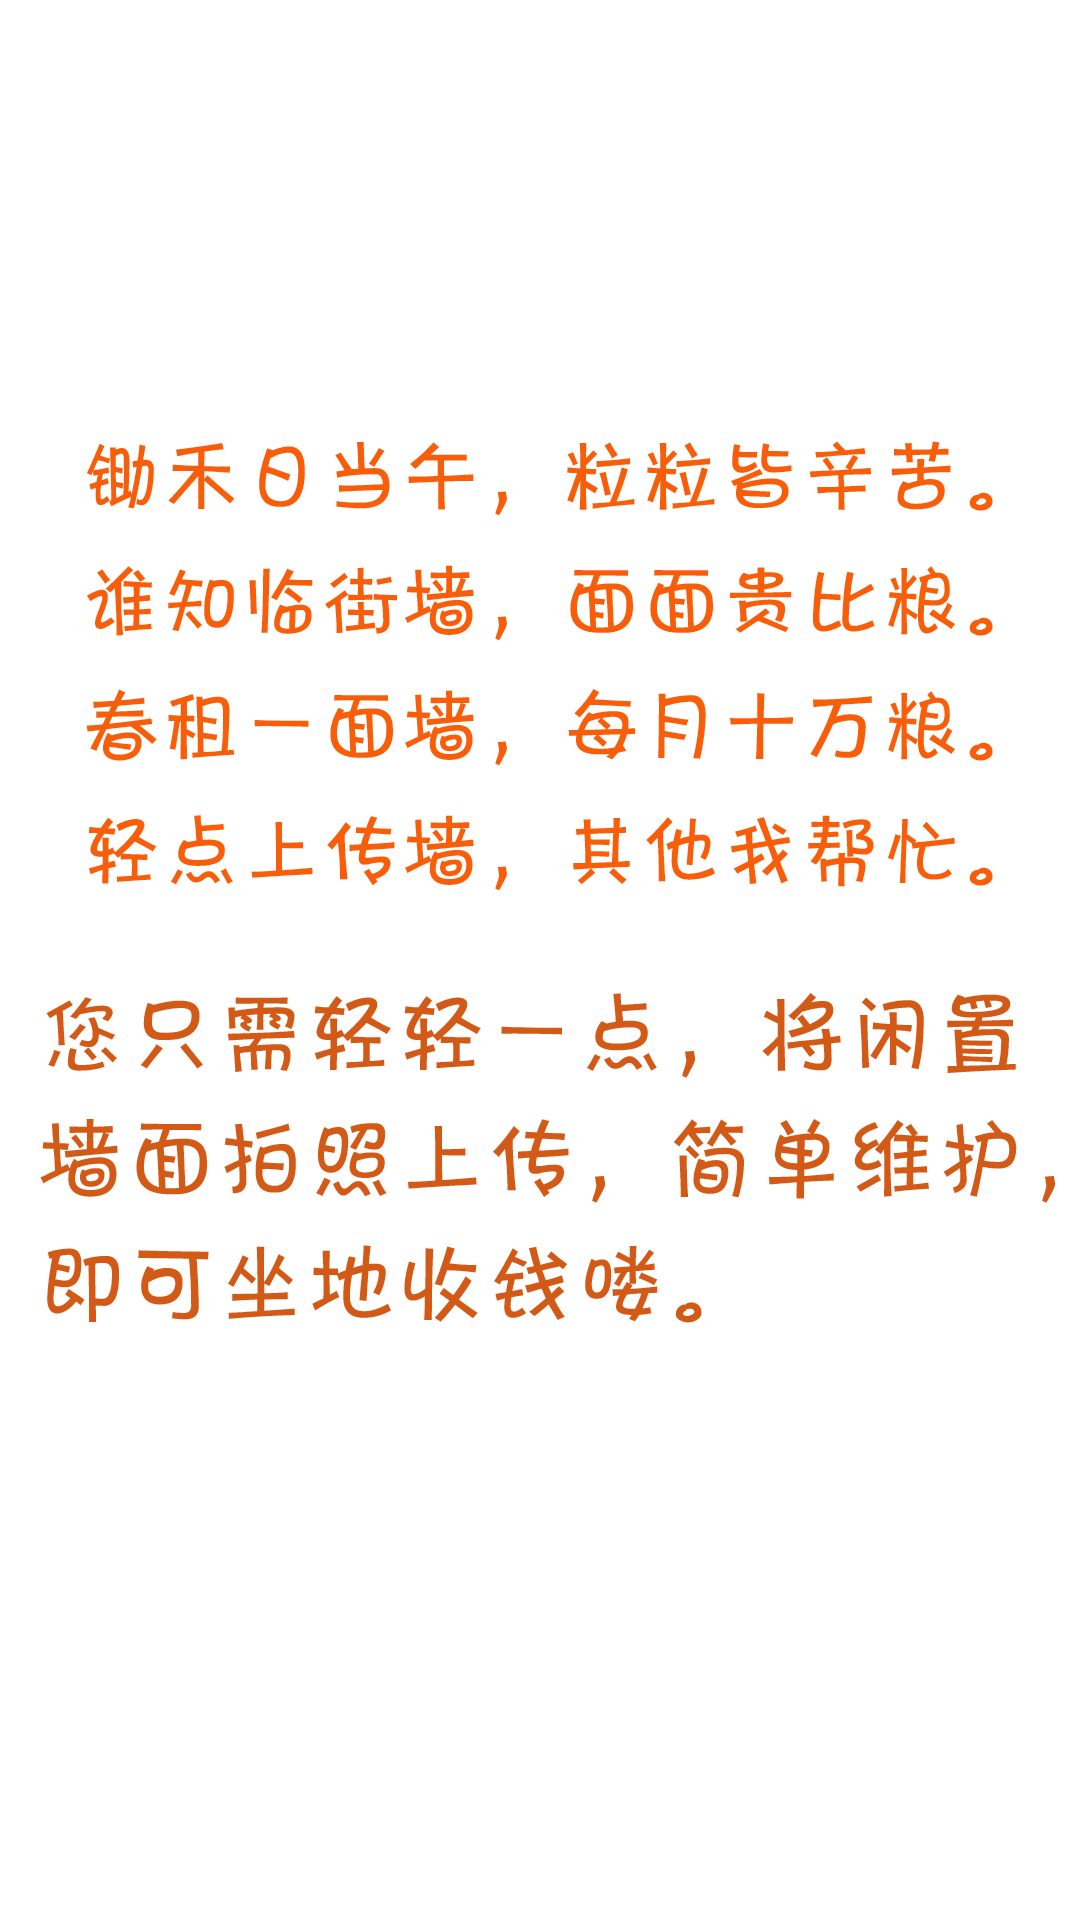 锄禾日当午，粒粒皆辛苦。
谁知临街墙，面面贵比粮。
春租一面墙，每月十万粮。
轻点上传墙，其他我帮忙。
您只需轻轻一点，将闲置
墙面拍照上传，简单维护，
即可坐地收钱喽。